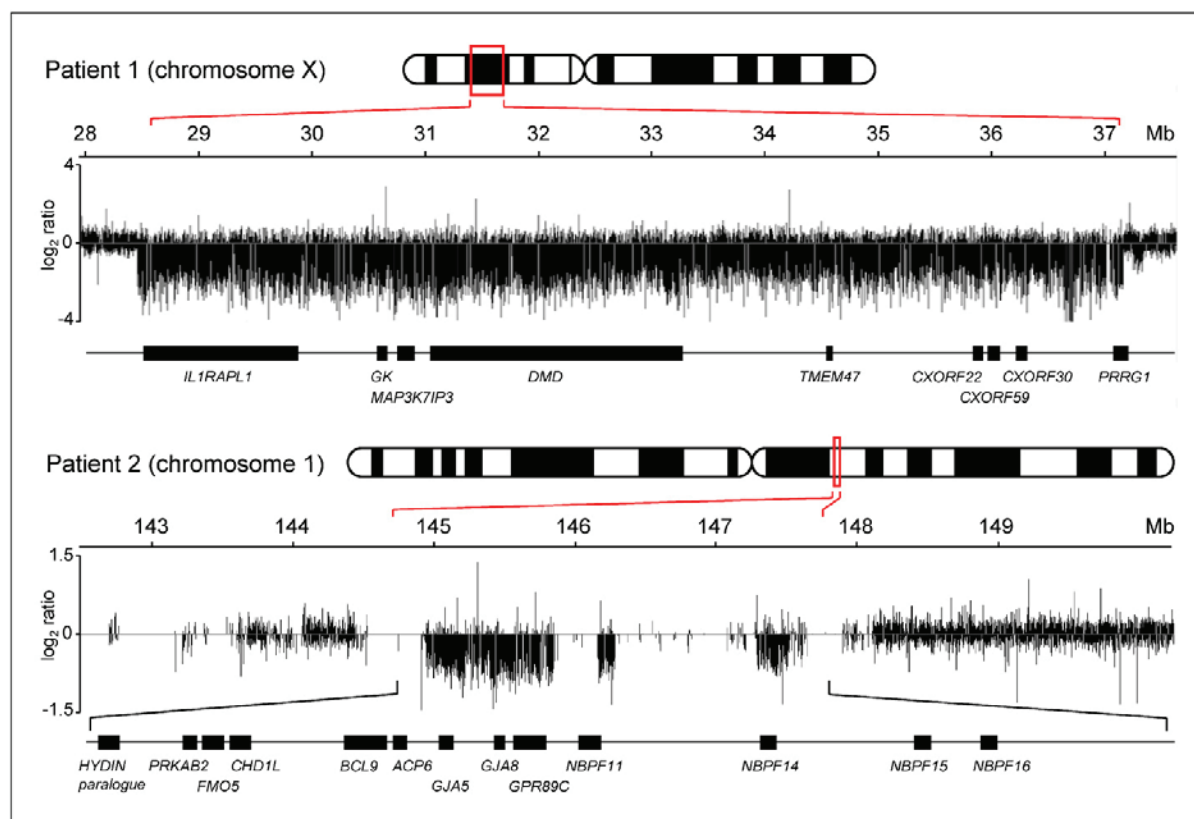 Patient 1 (chromosome X)
28 29 30 31 32 33 34 35 36 37 Mb
4
0
-4
log2 ratio
IL1RAPL1 GK DMD TMEM47 CXORF22 CXORF30 PRRG1
MAP3K7IP3 CXORF59
Patient 2 (chromosome 1)
143 144 145 146 147 148 149 Mb
1.5
0
-1.5
log2 ratio
HYDIN PRKAB2 CHD1L BCL9 ACP6 GJA8 NBPF11 NBPF14 NBPF15 NBPF16
paralogue FMO5 GJA5 GPR89C